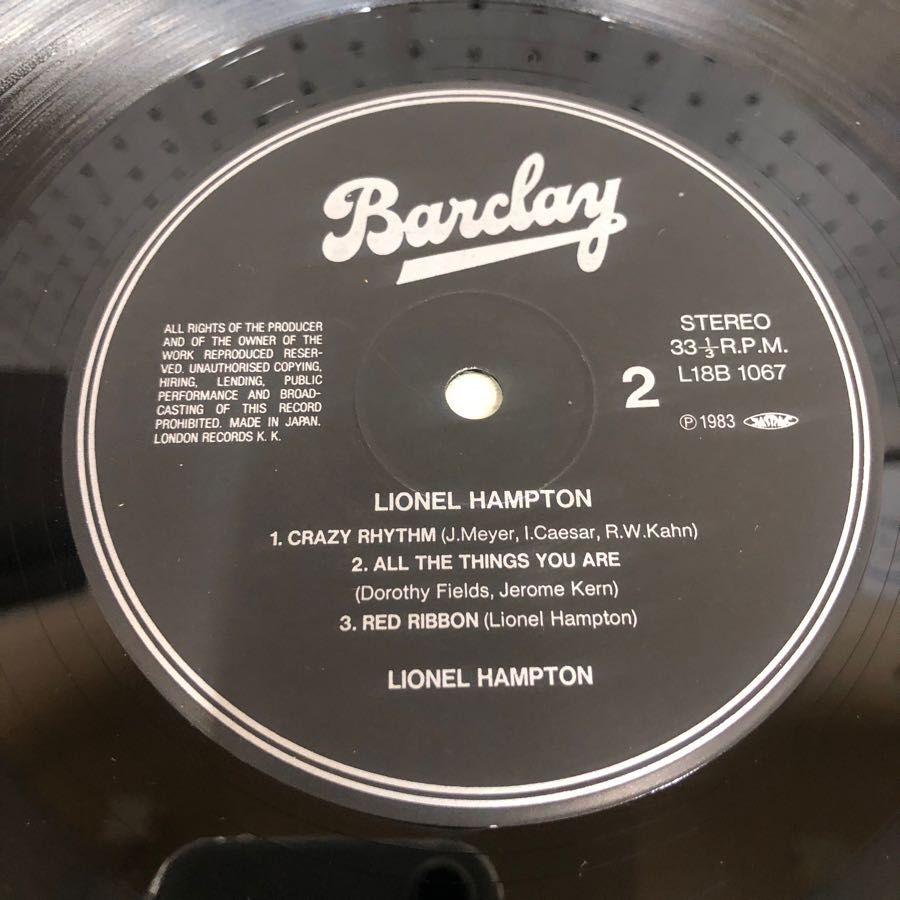 Barclay
ALL RIGHTS OF THE PRODUCER
AND OF THE OWNER OF THE
WORK REPRODUCED RESER-
VED. UNAUTHORISED COPYING,
HIRING, LENDING, PUBLIC
PERFORMANCE AND BROAD-
CASTING OF THIS RECORD
PROHIBITED. MADE IN JAPAN.
LONDON RECORDS K. K.
STEREO
33⅓ R.P.M.
2
L18B 1067
Ⓟ 1983 JASRAC
LIONEL HAMPTON
1. CRAZY RHYTHM (J.Meyer, I.Caesar, R.W.Kahn)
2. ALL THE THINGS YOU ARE
(Dorothy Fields, Jerome Kern)
3. RED RIBBON (Lionel Hampton)
LIONEL HAMPTON